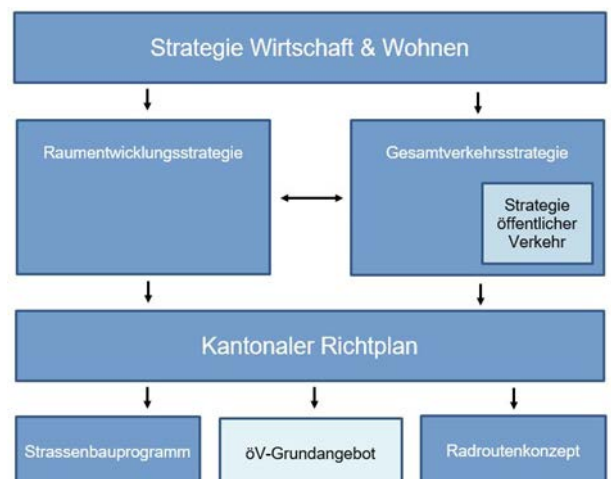 Strategie Wirtschaft & Wohnen
Raumentwicklungsstrategie
Gesamtverkehrsstrategie
Strategie
öffentlicher
Verkehr
Kantonaler Richtplan
Strassenbauprogramm
öV-Grundangebot
Radroutenkonzept